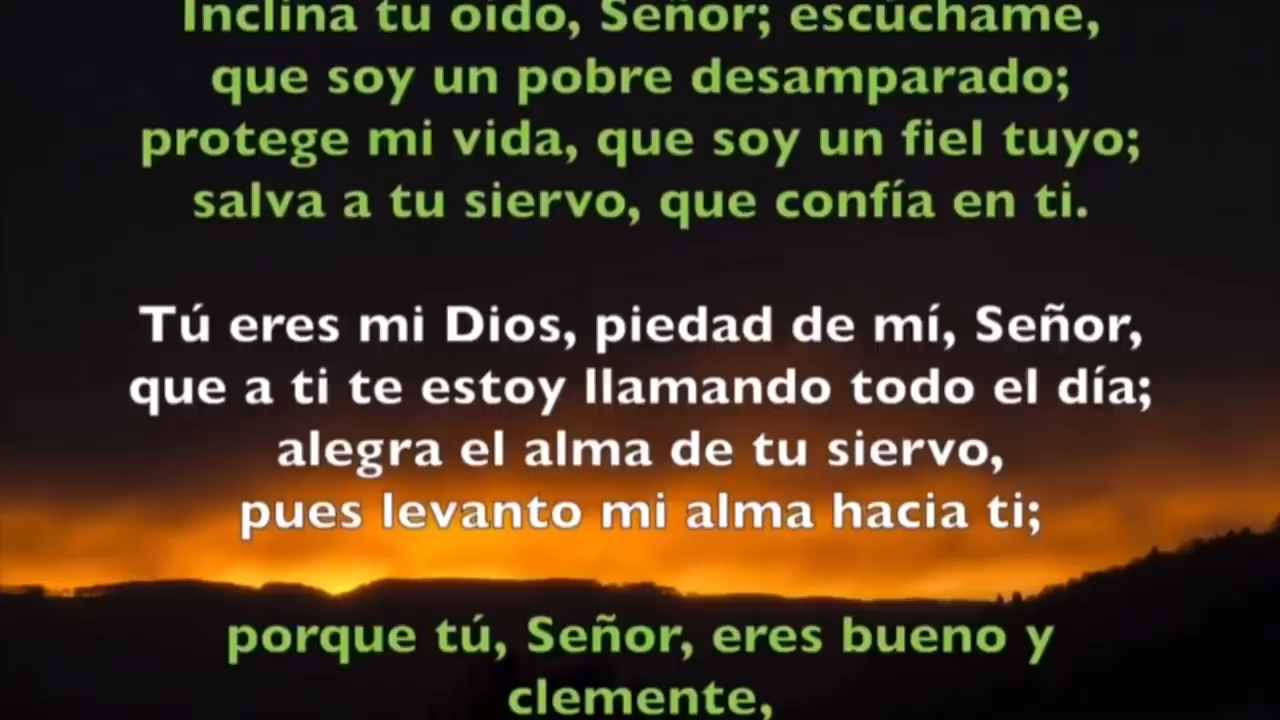 Inclina tu oído, Señor; escúchame,
que soy un pobre desamparado;
protege mi vida, que soy un fiel tuyo;
salva a tu siervo, que confía en ti.
Tú eres mi Dios, piedad de mí, Señor,
que a ti te estoy llamando todo el día;
alegra el alma de tu siervo,
pues levanto mi alma hacia ti;
porque tú, Señor, eres bueno y
clemente,